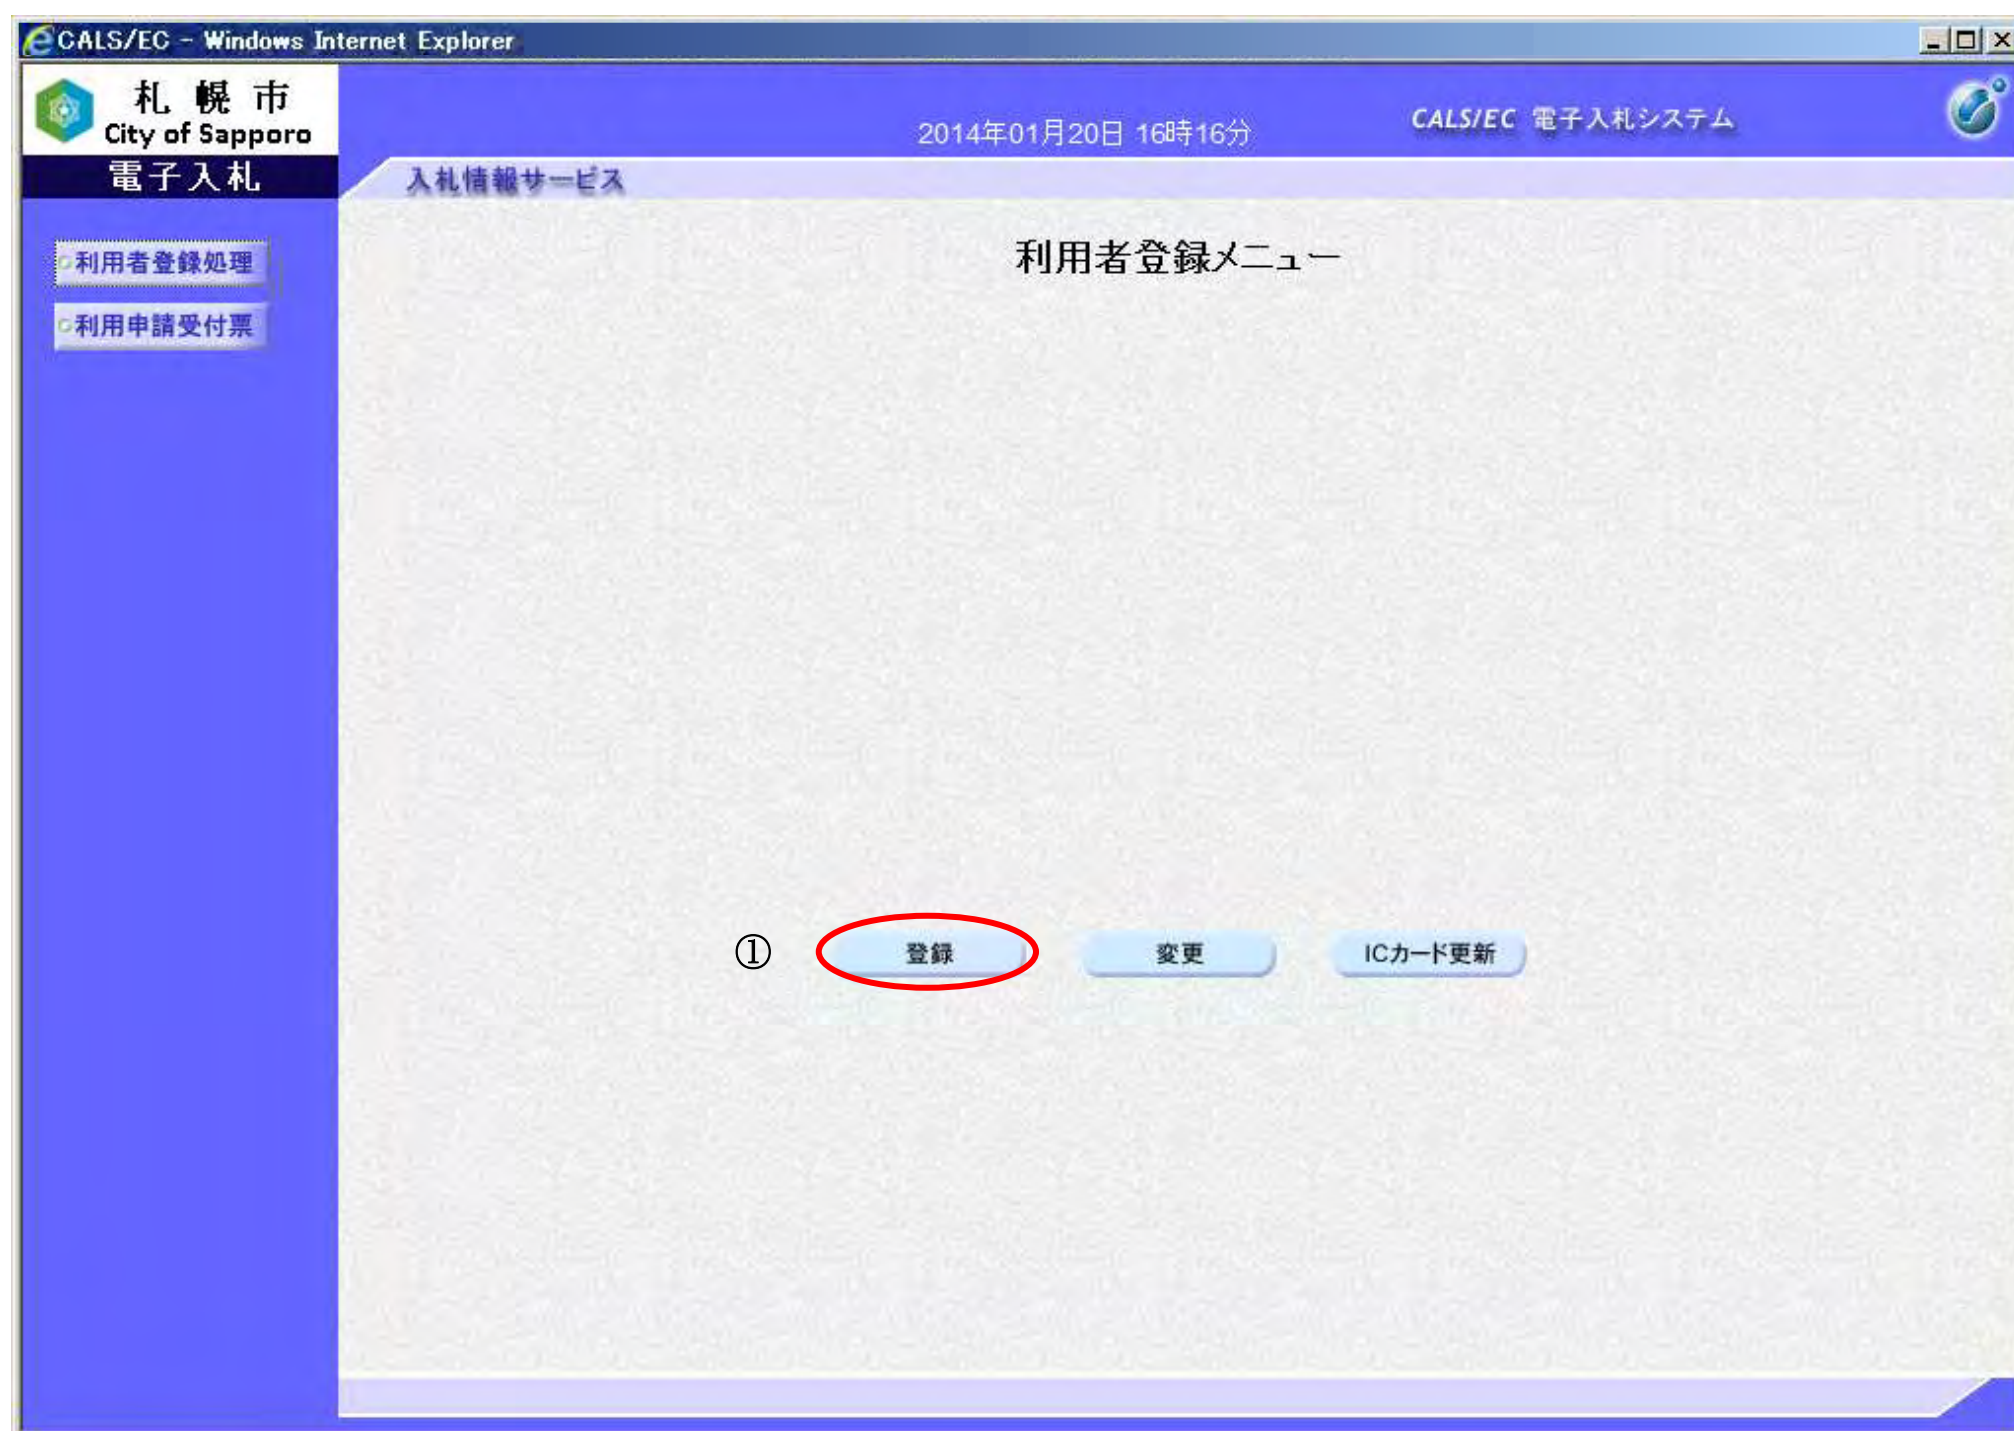 CALS/EC - Windows Internet Explorer
札幌市
City of Sapporo
2014年01月20日 16時16分
CALS/EC 電子入札システム
電子入札
入札情報サービス
利用者登録処理
利用者登録メニュー
利用申請受付票
① 登録 変更 ICカード更新